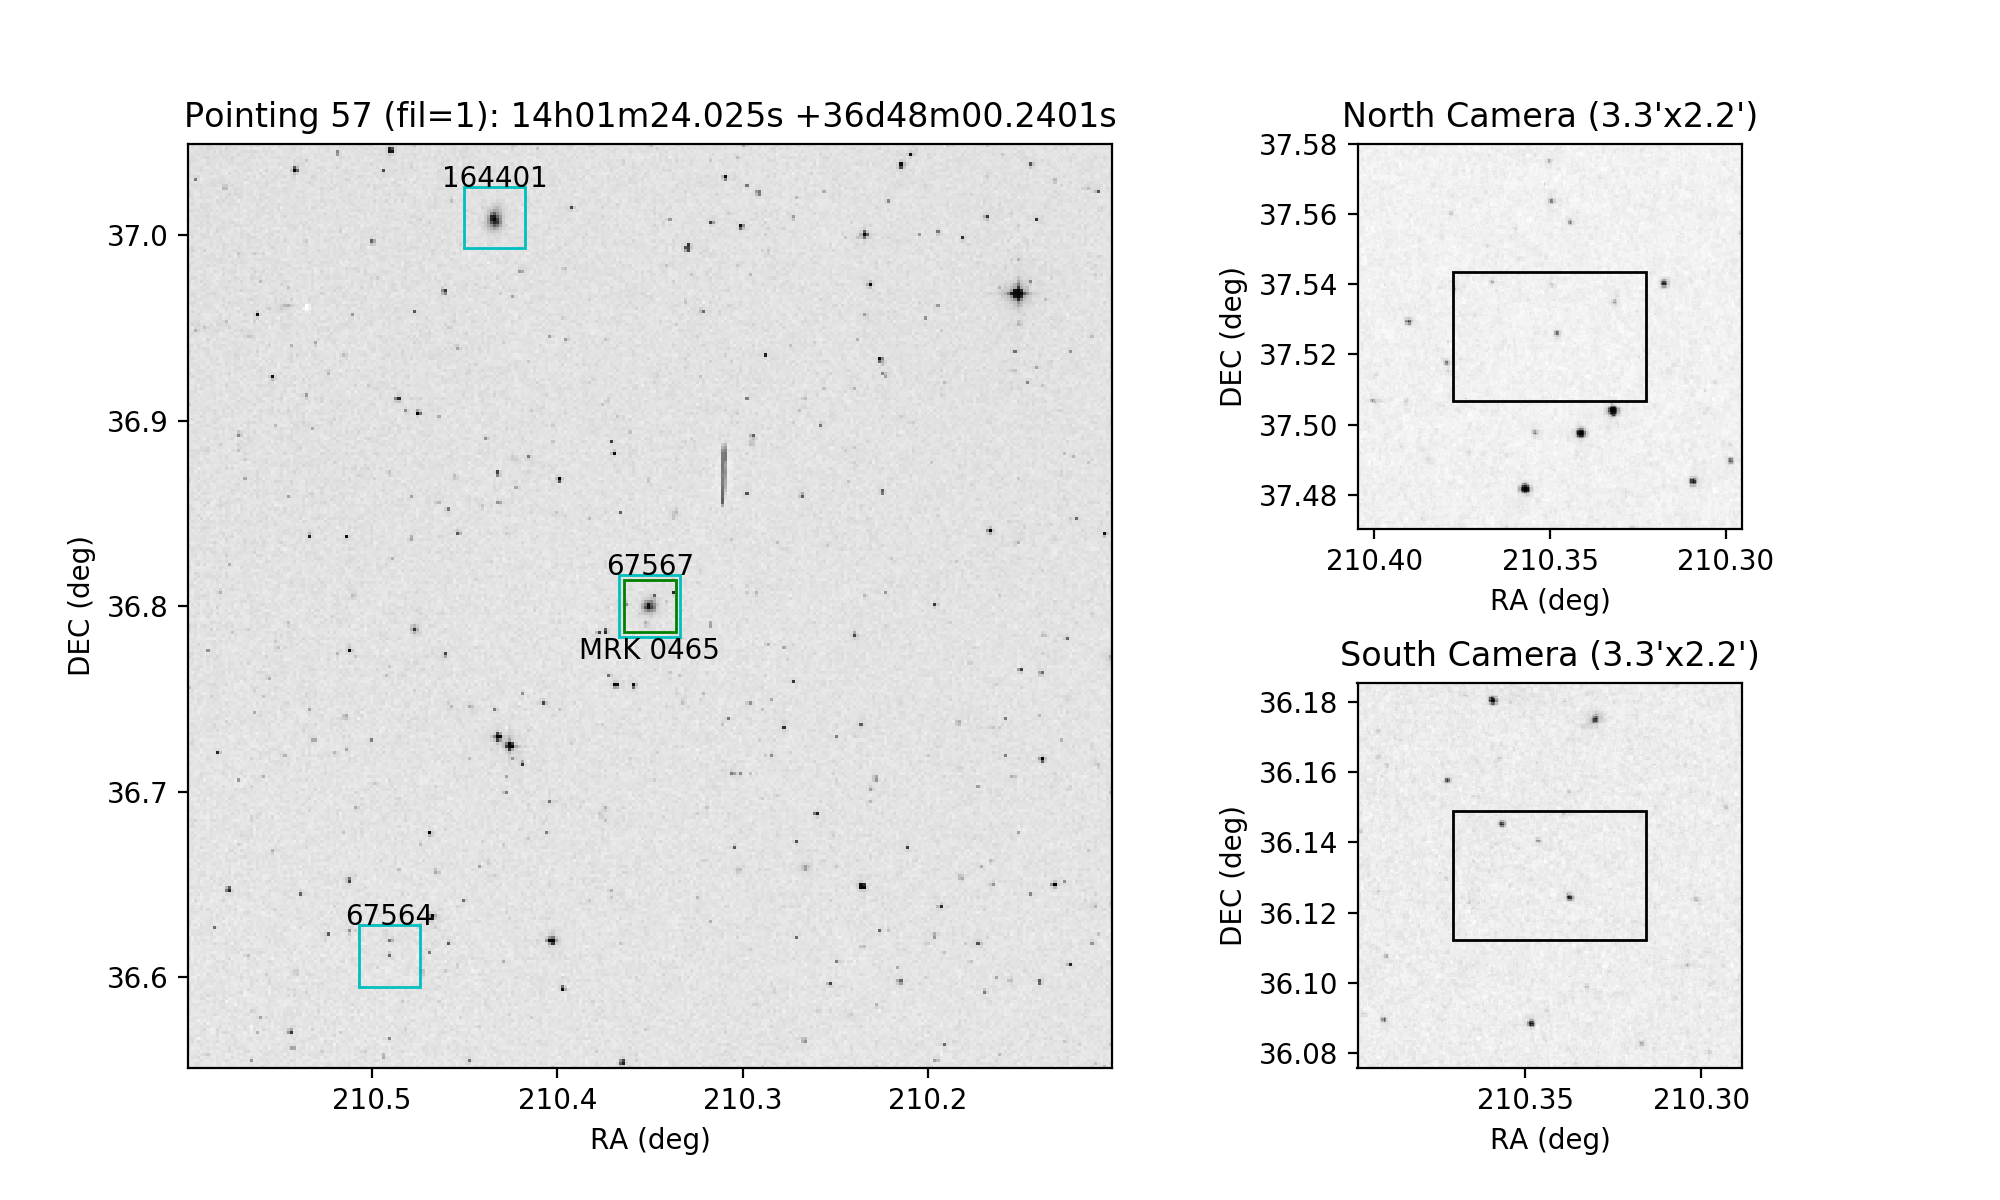 Pointing 57 (fil=1): 14h01m24.025s +36d48m00.2401s
164401
67567
MRK 0465
67564
37.0
36.9
36.8
36.7
36.6
DEC (deg)
210.5 210.4 210.3 210.2
RA (deg)
North Camera (3.3'x2.2')
37.58
37.56
37.54
37.52
37.50
37.48
DEC (deg)
210.40 210.35 210.30
RA (deg)
South Camera (3.3'x2.2')
36.18
36.16
36.14
36.12
36.10
36.08
DEC (deg)
210.35 210.30
RA (deg)